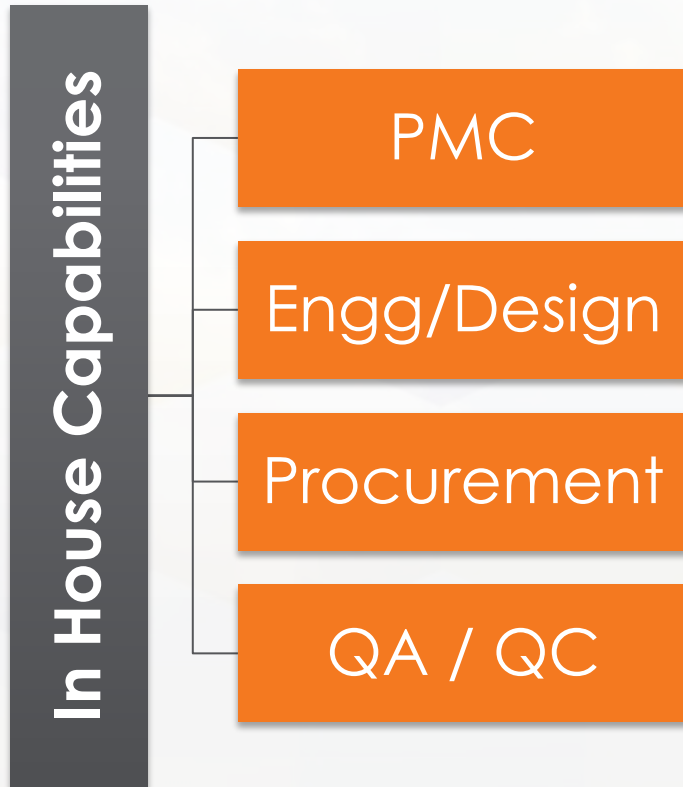 In House Capabilities
PMC
Engg/Design
Procurement
QA / QC